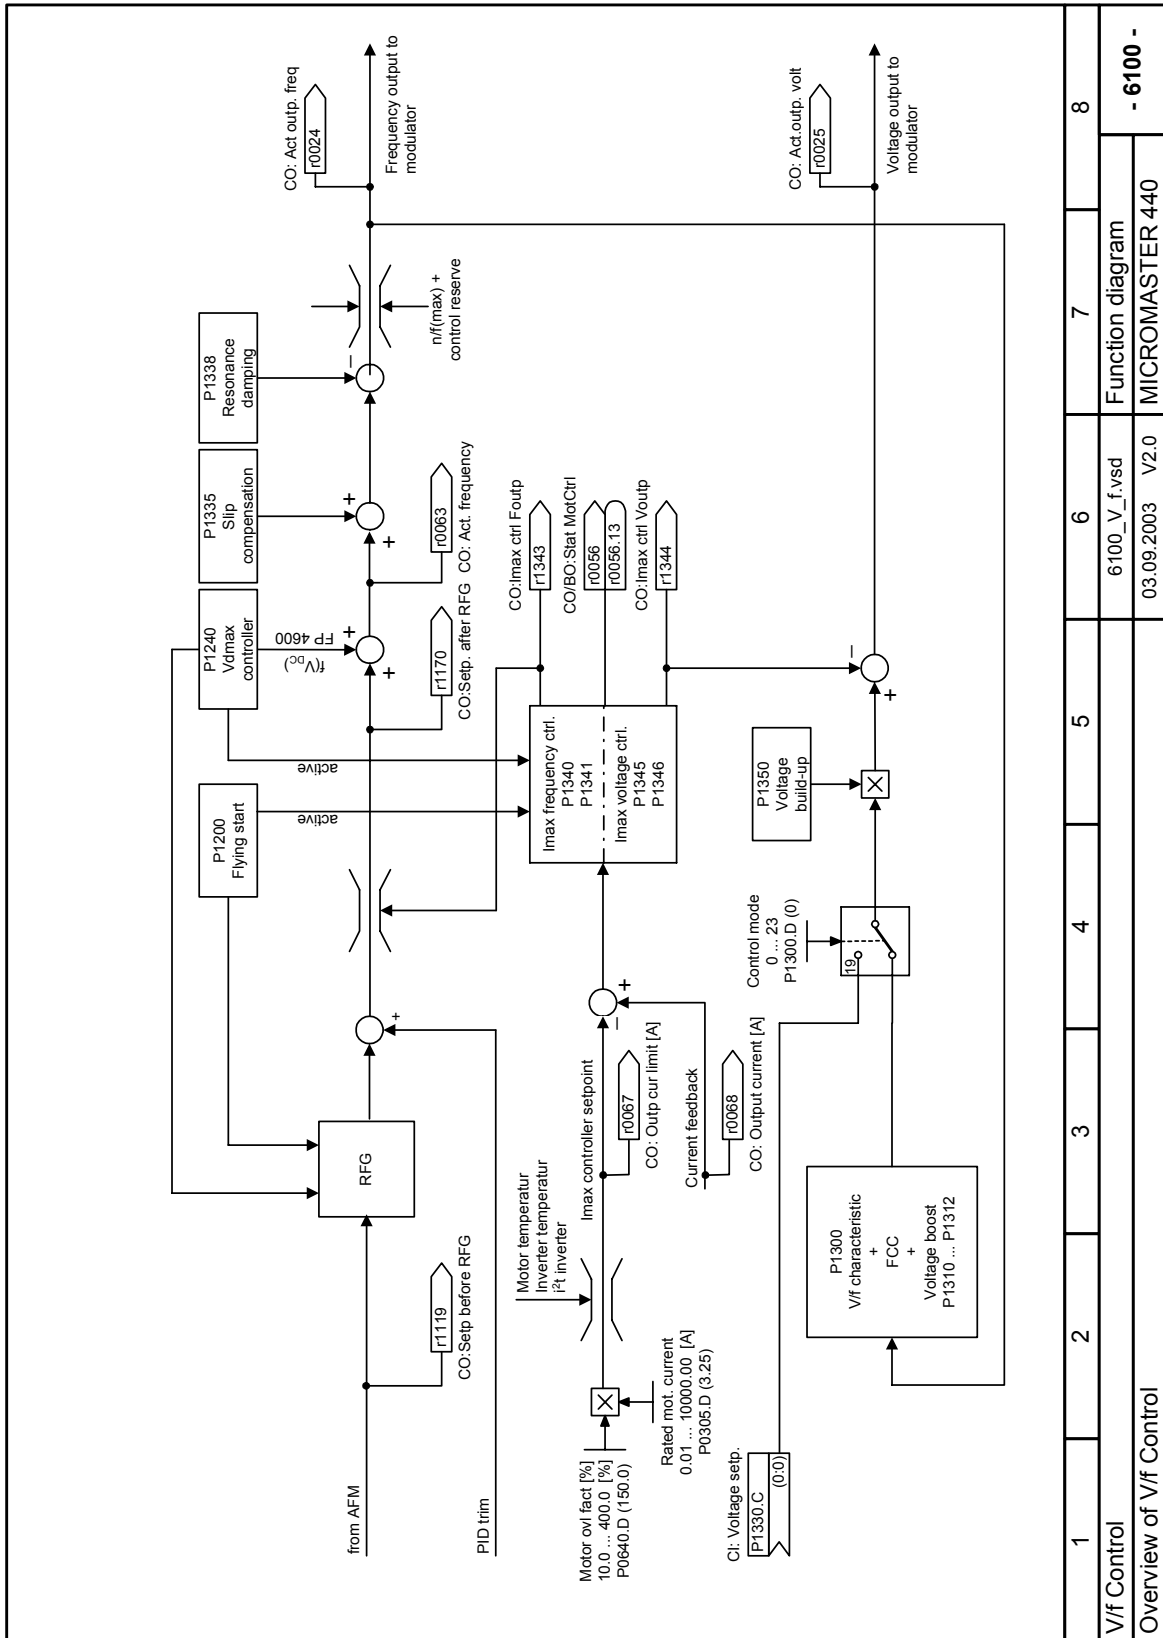 from AFM
r1119
CO:Setp before RFG
PID trim
RFG
P1200
Flying start
active
P1240
Vdmax
controller
active
f(VDC)
FP 4600
P1335
Slip
compensation
P1338
Resonance
damping
+
+
+
+
+
–
r1170
CO:Setp. after RFG
r0063
CO: Act. frequency
n/f(max) +
control reserve
CO: Act outp. freq
r0024
Frequency output to
modulator
Motor ovl fact [%]
10.0 ... 400.0 [%]
P0640.D (150.0)
Rated mot. current
0.01 ... 10000.00 [A]
P0305.D (3.25)
Motor temperatur
Inverter temperatur
i²t inverter
Imax controller setpoint
r0067
CO: Outp cur limit [A]
Current feedback
r0068
CO: Output current [A]
–
+
Imax frequency ctrl.
P1340
P1341
Imax voltage ctrl.
P1345
P1346
CO:Imax ctrl Foutp
r1343
CO/BO:Stat MotCtrl
r0056
r0056.13
CO:Imax ctrl Voutp
r1344
CI: Voltage setp.
P1330.C
(0:0)
P1300
V/f characteristic
+
FCC
+
Voltage boost
P1310 ... P1312
Control mode
0 ... 23
P1300.D (0)
19
P1350
Voltage
build-up
+
–
CO: Act.outp. volt
r0025
Voltage output to
modulator
1
2
3
4
5
6
7
8
V/f Control
6100_V_f.vsd
Function diagram
- 6100 -
Overview of V/f Control
03.09.2003
V2.0
MICROMASTER 440